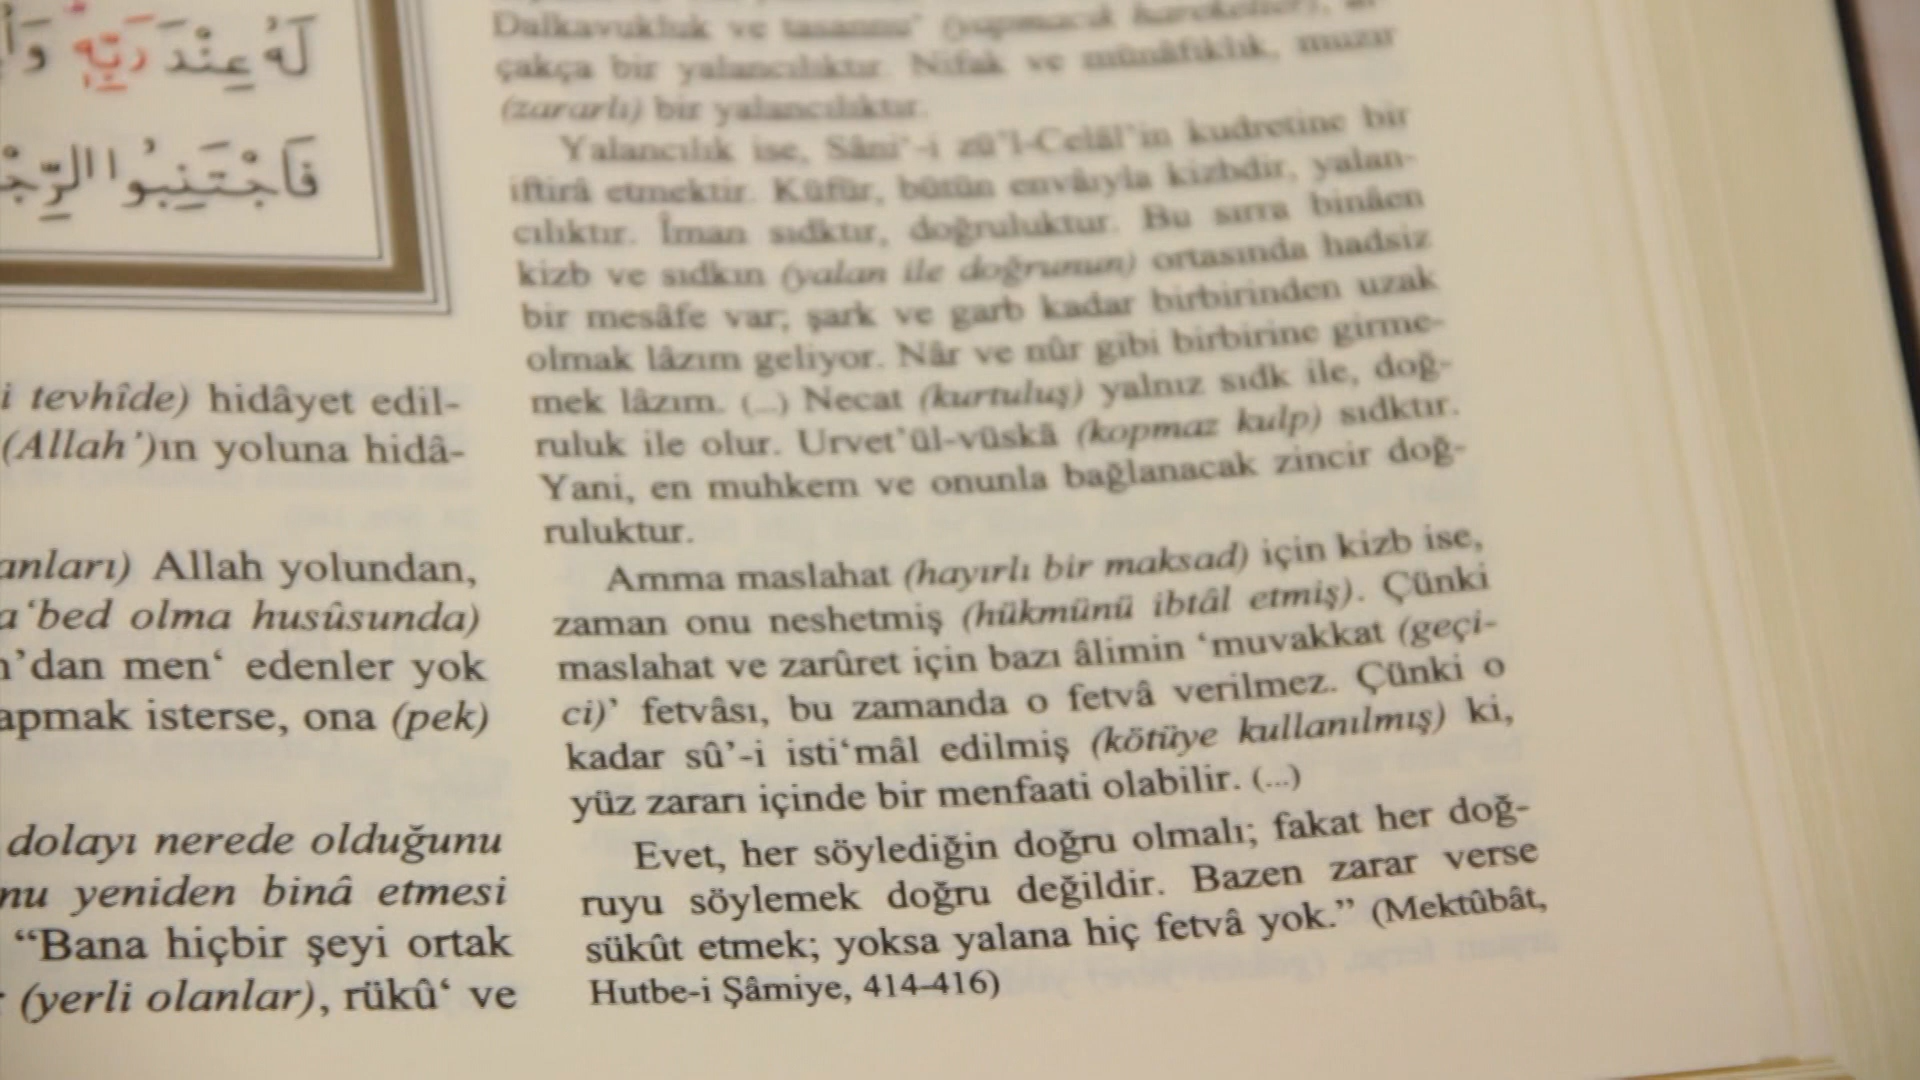 لَهُ عِنْدَ رَبِّهِ
فَاجْتَنِبُوا
i tevhîde) hidâyet edil-
(Allah')ın yoluna hidâ-
anları) Allah yolundan,
a‘bed olma husûsunda)
n’dan men‘ edenler yok
apmak isterse, ona (pek)
dolayı nerede olduğunu
nu yeniden binâ etmesi
“Bana hiçbir şeyi ortak
(yerli olanlar), rükû‘ ve
Dalkavukluk ve tasannu’ (yapmacık hareketler), al-
çakça bir yalancılıktır. Nifak ve münâfıklık, muzır
(zararlı) bir yalancılıktır.
Yalancılık ise, Sâni‘-i zü’l-Celâl’in kudretine bir
iftirâ etmektir. Küfür, bütün envâıyla kizbdir, yalan-
cılıktır. Îman sıdktır, doğruluktur. Bu sırra binâen
kizb ve sıdkın (yalan ile doğrunun) ortasında hadsiz
bir mesâfe var; şark ve garb kadar birbirinden uzak
olmak lâzım geliyor. Nâr ve nûr gibi birbirine girme-
mek lâzım. (...) Necat (kurtuluş) yalnız sıdk ile, doğ-
ruluk ile olur. Urvet’ül-vüskâ (kopmaz kulp) sıdktır.
Yani, en muhkem ve onunla bağlanacak zincir doğ-
ruluktur.
Amma maslahat (hayırlı bir maksad) için kizb ise,
zaman onu neshetmiş (hükmünü ibtâl etmiş). Çünki
maslahat ve zarûret için bazı âlimin ‘muvakkat (geçi-
ci)’ fetvâsı, bu zamanda o fetvâ verilmez. Çünki o
kadar sû’-i isti‘mâl edilmiş (kötüye kullanılmış) ki,
yüz zararı içinde bir menfaati olabilir. (...)
Evet, her söylediğin doğru olmalı; fakat her doğ-
ruyu söylemek doğru değildir. Bazen zarar verse
sükût etmek; yoksa yalana hiç fetvâ yok.” (Mektûbât,
Hutbe-i Şâmiye, 414-416)